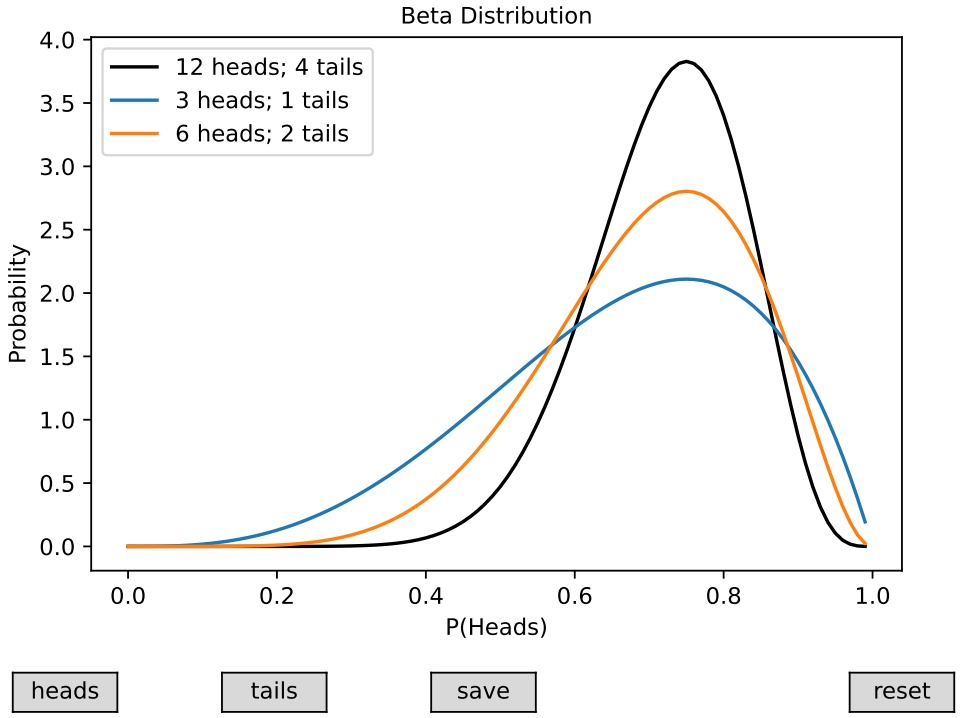 Beta Distribution
12 heads; 4 tails
3 heads; 1 tails
6 heads; 2 tails
4.0
3.5
3.0
2.5
2.0
1.5
1.0
0.5
0.0
Probability
0.0 0.2 0.4 0.6 0.8 1.0
P(Heads)
heads tails save reset